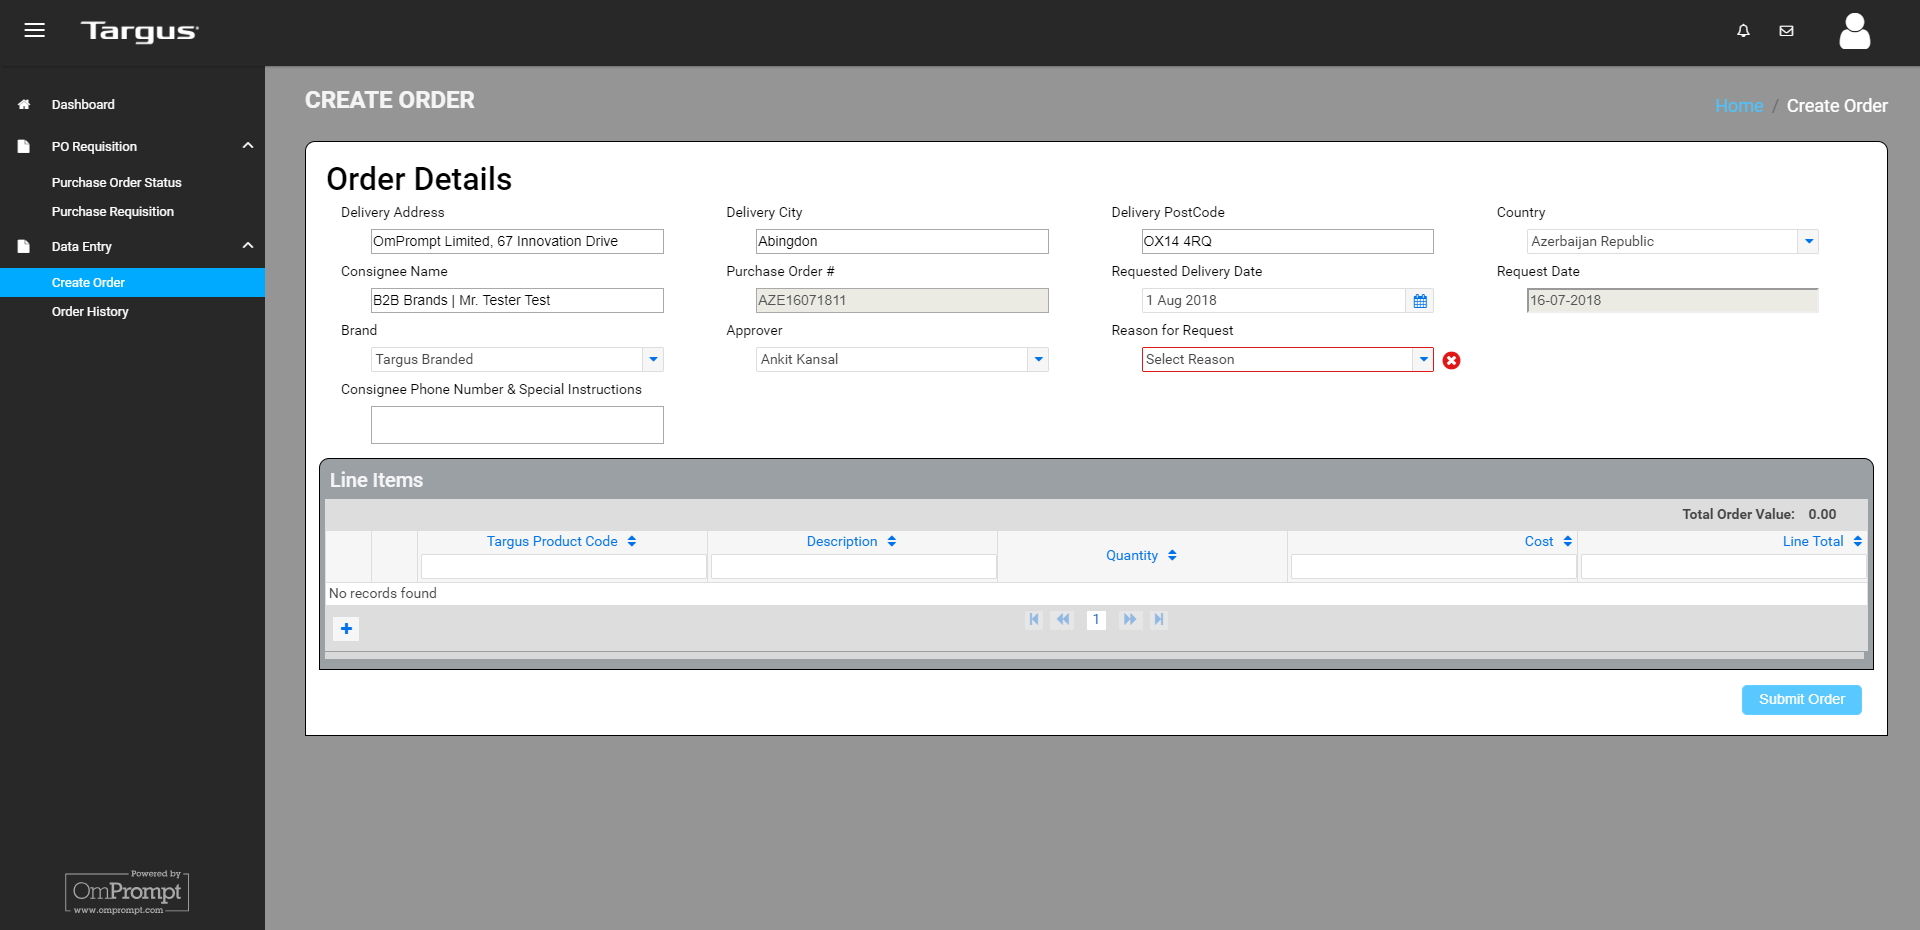 Targus
Dashboard
PO Requisition
Purchase Order Status
Purchase Requisition
Data Entry
Create Order
Order History
Powered by
OmPrompt
www.omprompt.com
CREATE ORDER
Home / Create Order
Order Details
Delivery Address
OmPrompt Limited, 67 Innovation Drive
Delivery City
Abingdon
Delivery PostCode
OX14 4RQ
Country
Azerbaijan Republic
Consignee Name
B2B Brands | Mr. Tester Test
Purchase Order #
AZE16071811
Requested Delivery Date
1 Aug 2018
Request Date
16-07-2018
Brand
Targus Branded
Approver
Ankit Kansal
Reason for Request
Select Reason
Consignee Phone Number & Special Instructions
Line Items
Total Order Value: 0.00
Targus Product Code
Description
Quantity
Cost
Line Total
No records found
1
Submit Order